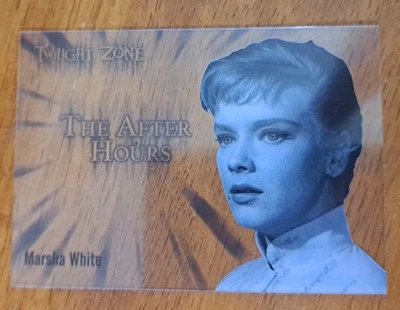 TWILIGHT ZONE
THE AFTER
HOURS
Marsha White